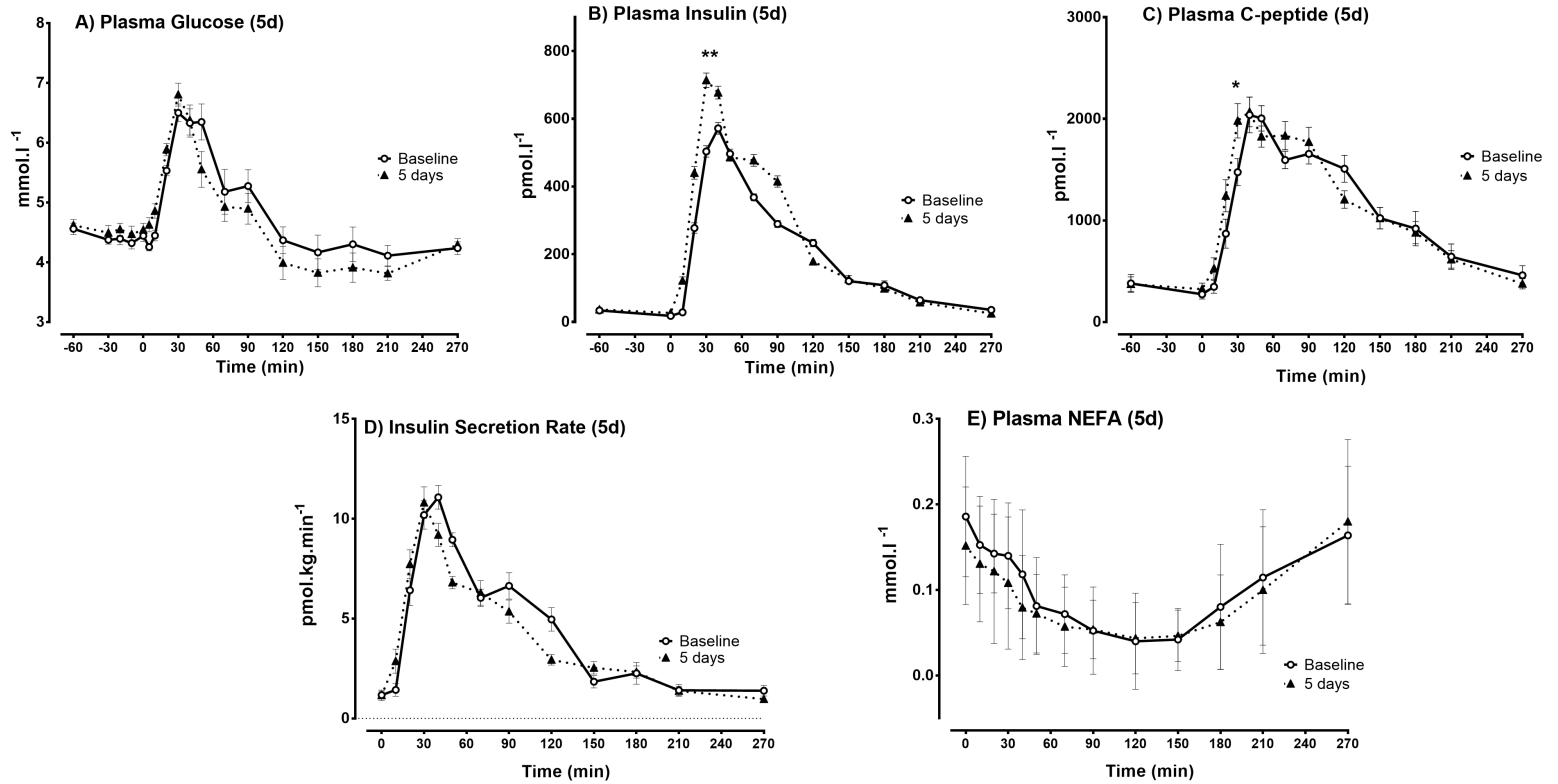 A) Plasma Glucose (5d)
8
7
6
5
4
3
mmol.l⁻¹
Baseline
5 days
-60 -30 0 30 60 90 120 150 180 210 270
Time (min)
B) Plasma Insulin (5d)
800
600
400
200
0
pmol.l⁻¹
**
Baseline
5 days
-60 -30 0 30 60 90 120 150 180 210 270
Time (min)
C) Plasma C-peptide (5d)
3000
2000
1000
0
pmol.l⁻¹
*
Baseline
5 days
-60 -30 0 30 60 90 120 150 180 210 270
Time (min)
D) Insulin Secretion Rate (5d)
15
10
5
0
pmol.kg.min⁻¹
Baseline
5 days
0 30 60 90 120 150 180 210 270
Time (min)
E) Plasma NEFA (5d)
0.3
0.2
0.1
0.0
mmol.l⁻¹
Baseline
5 days
0 30 60 90 120 150 180 210 270
Time (min)